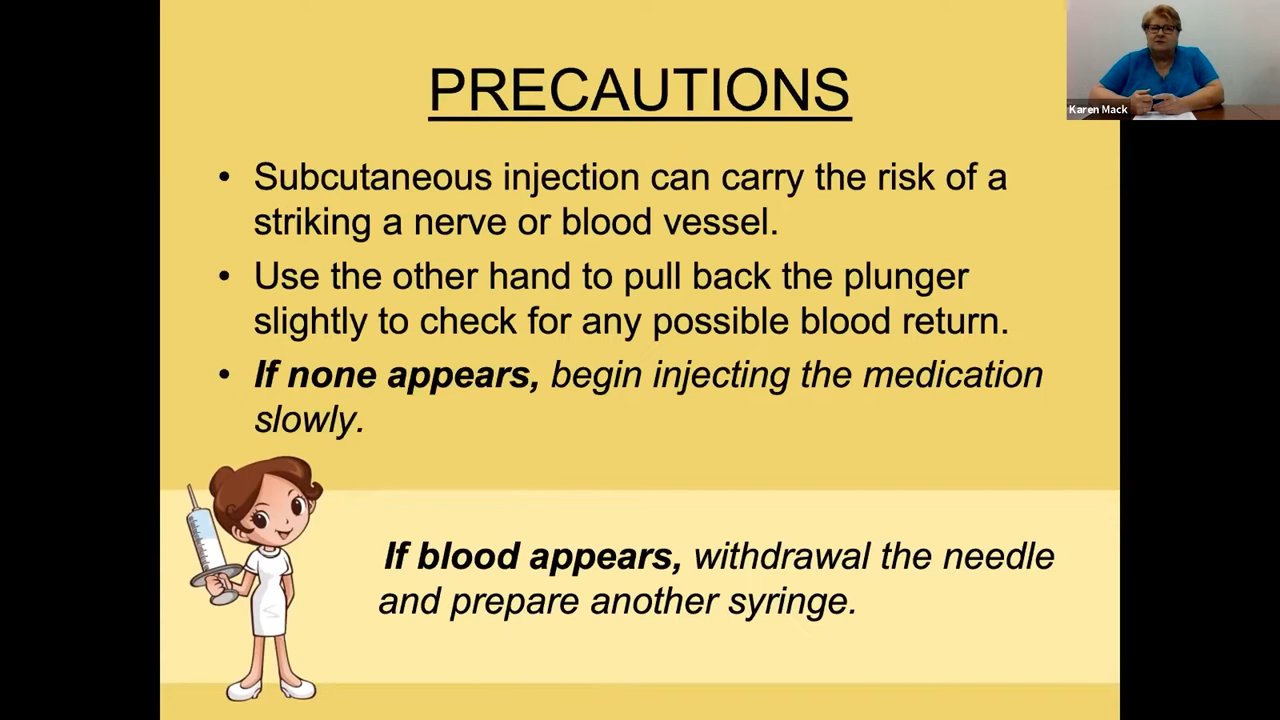 PRECAUTIONS
• Subcutaneous injection can carry the risk of a
striking a nerve or blood vessel.
• Use the other hand to pull back the plunger
slightly to check for any possible blood return.
• If none appears, begin injecting the medication
slowly.
If blood appears, withdrawal the needle
and prepare another syringe.
Karen Mack